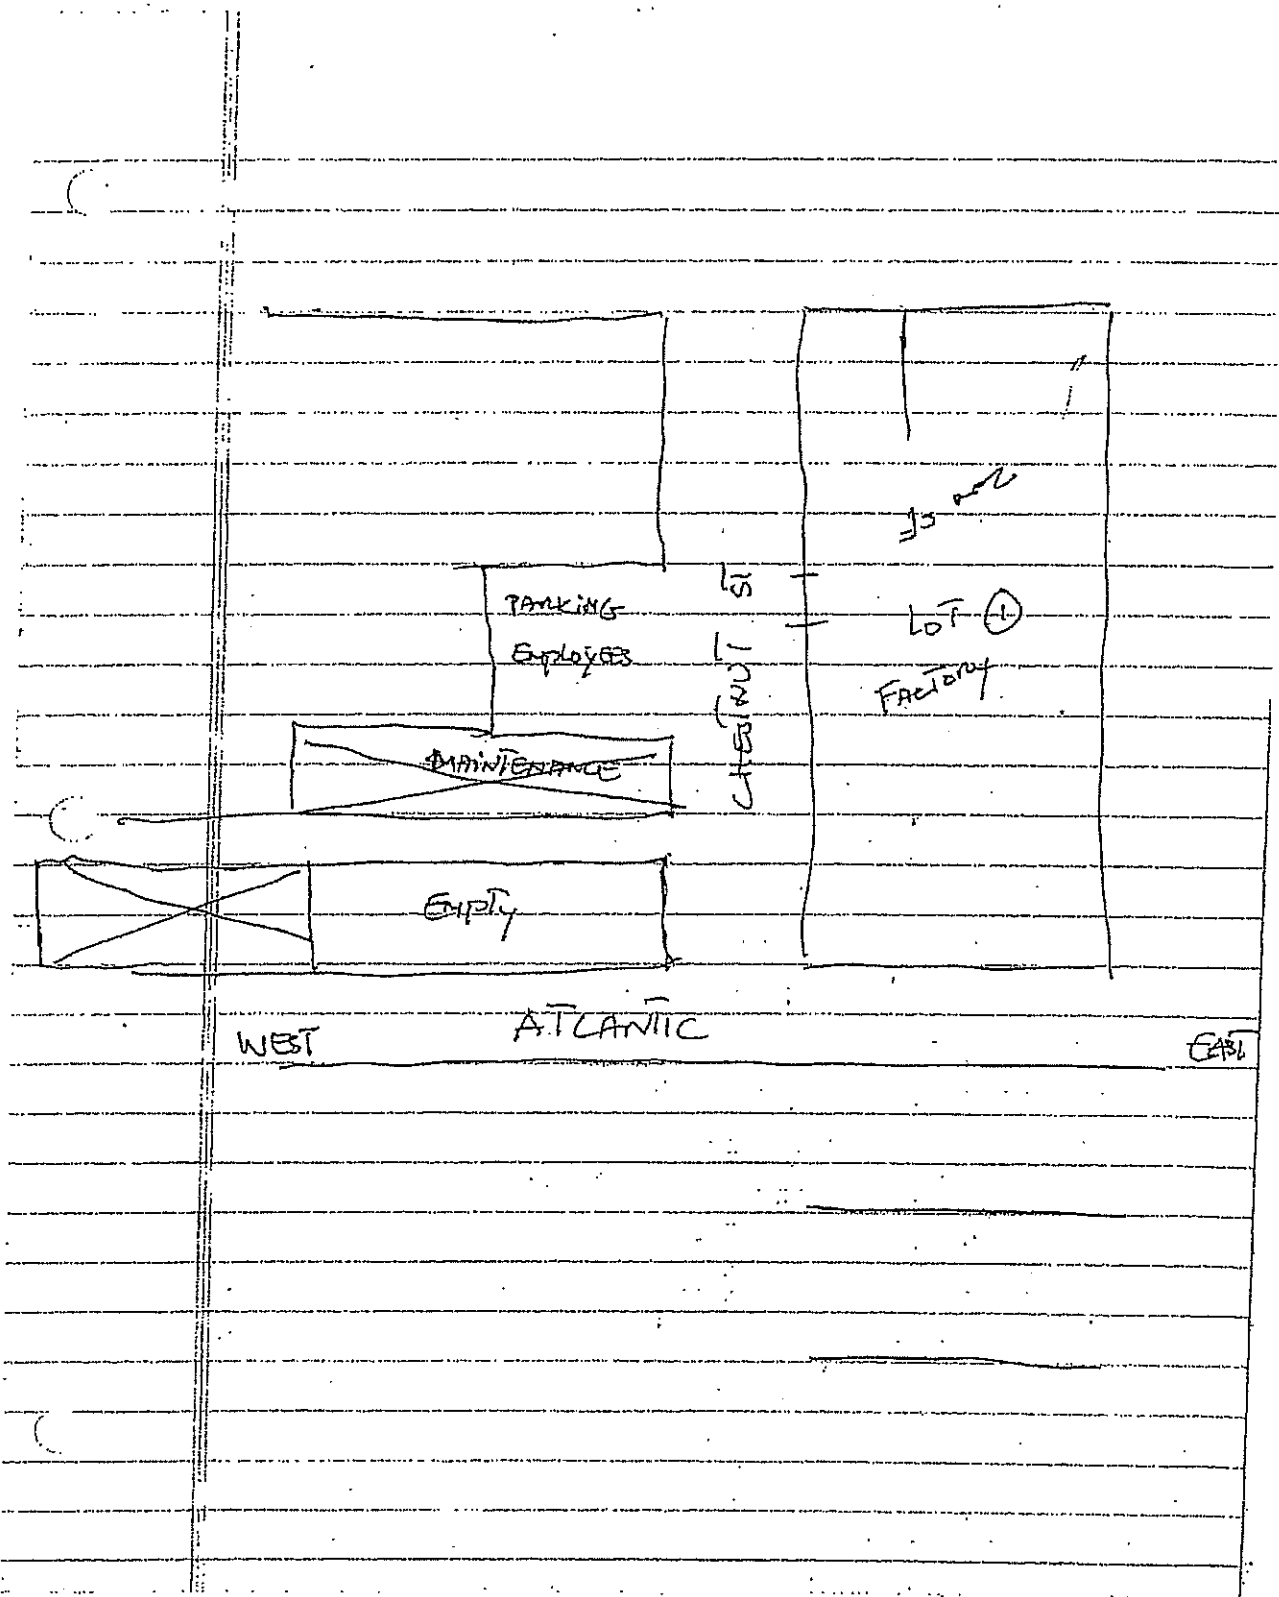 PARKING
Employees
CHESTNUT ST
LOT 1
FACTORY
MAINTENANCE
Empty
ATLANTIC
WEST
EAST